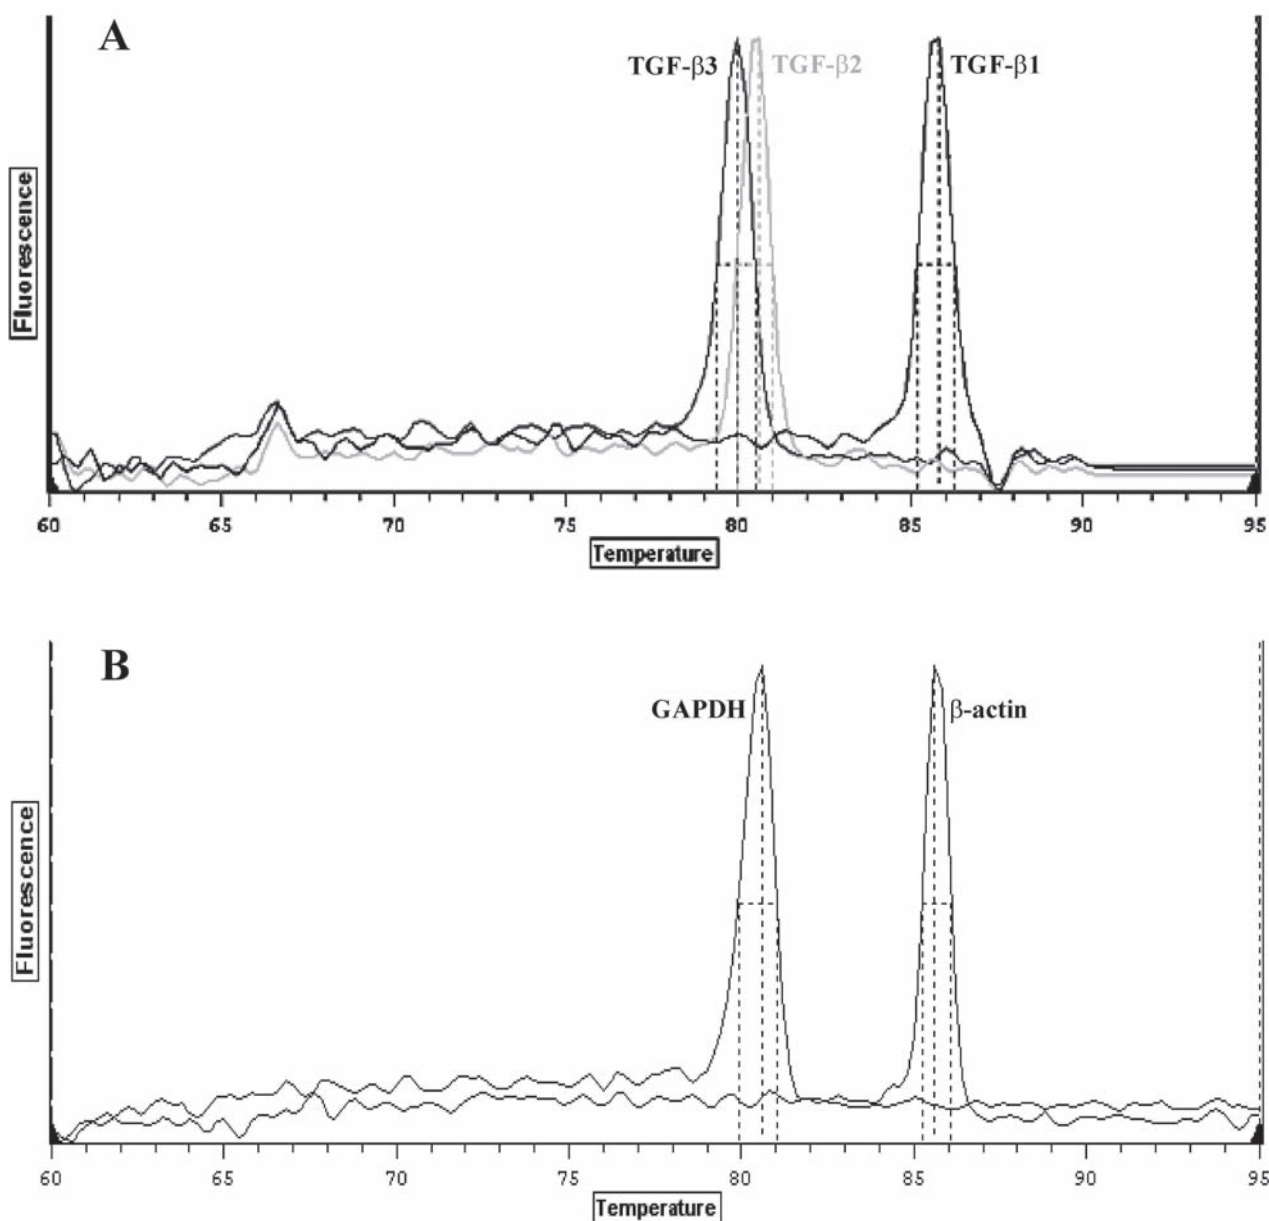 A
TGF-β3 TGF-β2 TGF-β1
Fluorescence
60 65 70 75 80 85 90 95
Temperature
B
GAPDH β-actin
Fluorescence
60 65 70 75 80 85 90 95
Temperature